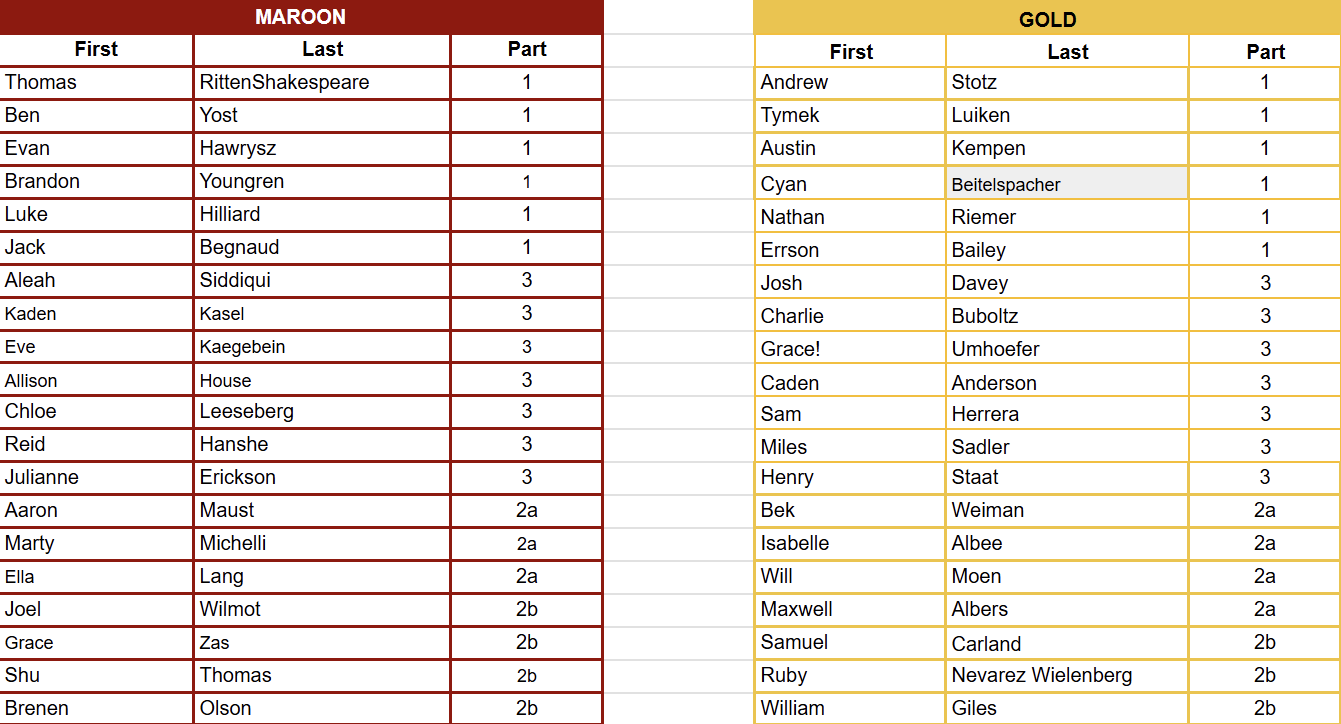 MAROON GOLD
First Last Part First Last Part
Thomas RittenShakespeare 1 Andrew Stotz 1
Ben Yost 1 Tymek Luiken 1
Evan Hawrysz 1 Austin Kempen 1
Brandon Youngren 1 Cyan Beitelspacher 1
Luke Hilliard 1 Nathan Riemer 1
Jack Begnaud 1 Errson Bailey 1
Aleah Siddiqui 3 Josh Davey 3
Kaden Kasel 3 Charlie Buboltz 3
Eve Kaegebein 3 Grace! Umhoefer 3
Allison House 3 Caden Anderson 3
Chloe Leeseberg 3 Sam Herrera 3
Reid Hanshe 3 Miles Sadler 3
Julianne Erickson 3 Henry Staat 3
Aaron Maust 2a Bek Weiman 2a
Marty Michelli 2a Isabelle Albee 2a
Ella Lang 2a Will Moen 2a
Joel Wilmot 2b Maxwell Albers 2a
Grace Zas 2b Samuel Carland 2b
Shu Thomas 2b Ruby Nevarez Wielenberg 2b
Brenen Olson 2b William Giles 2b